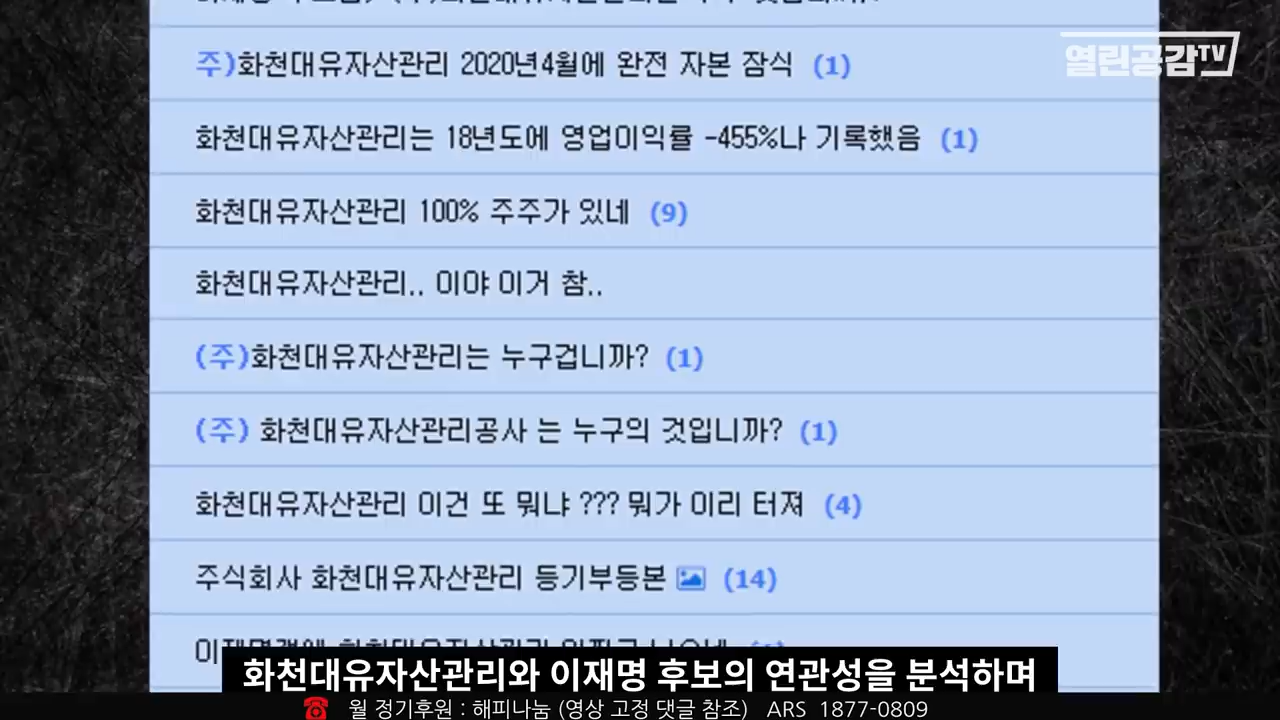 주)화천대유자산관리 2020년4월에 완전 자본 잠식 (1)
열린공감TV
화천대유자산관리는 18년도에 영업이익률 -455%나 기록했음 (1)
화천대유자산관리 100% 주주가 있네 (9)
화천대유자산관리.. 이야 이거 참..
(주)화천대유자산관리는 누구겁니까? (1)
(주) 화천대유자산관리공사 는 누구의 것입니까? (1)
화천대유자산관리 이건 또 뭐냐 ??? 뭐가 이리 터져 (4)
주식회사 화천대유자산관리 등기부등본 (14)
화천대유자산관리와 이재명 후보의 연관성을 분석하며
월 정기후원 : 해피나눔 (영상 고정 댓글 참조) ARS 1877-0809